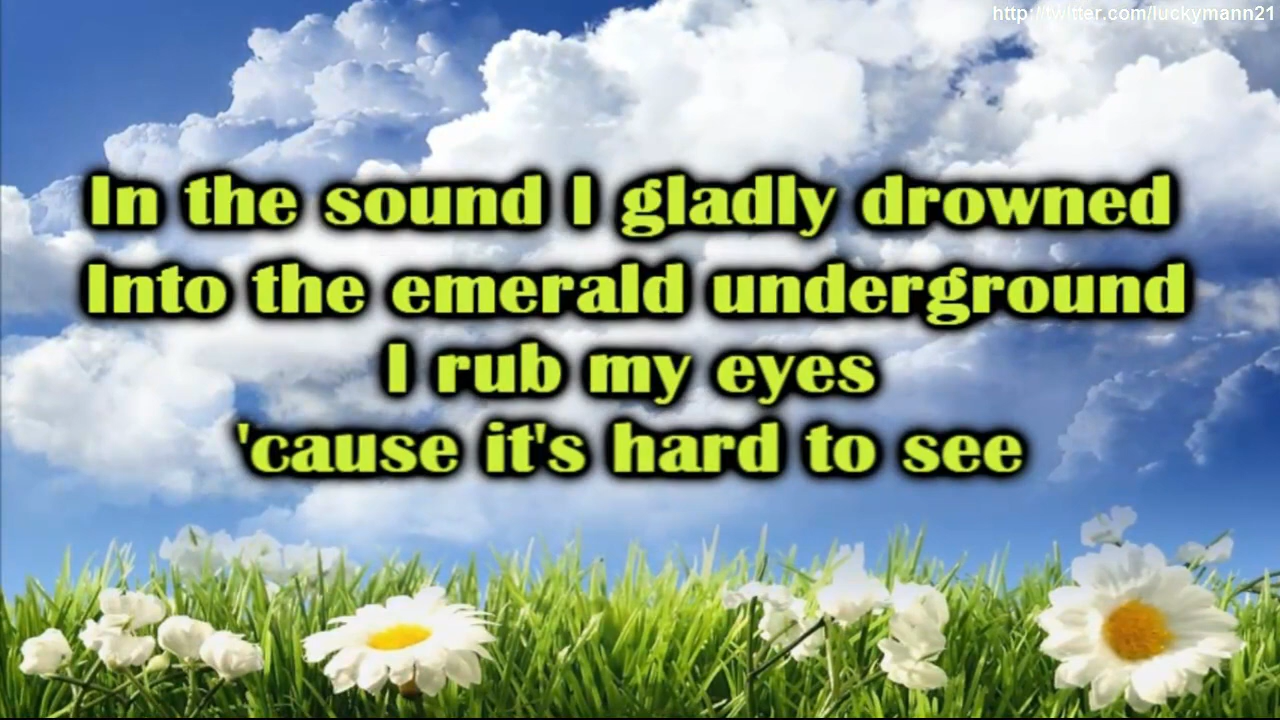 http://twitter.com/luckymann21
In the sound I gladly drowned
Into the emerald underground
I rub my eyes
'cause it's hard to see